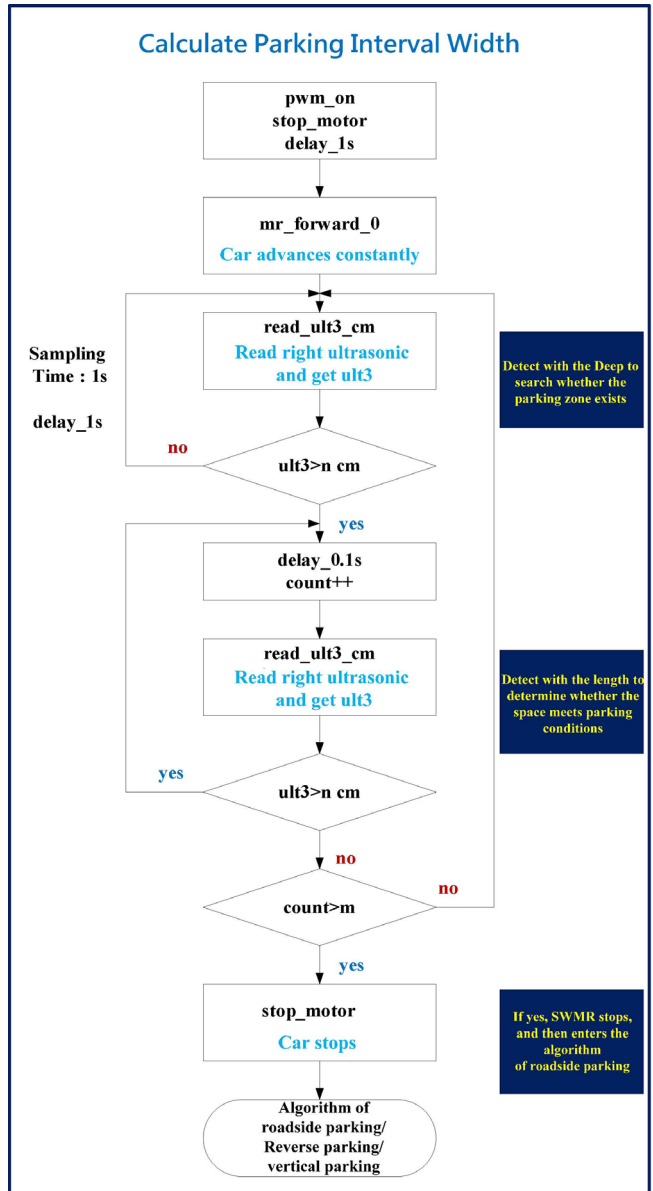 Calculate Parking Interval Width
pwm_on
stop_motor
delay_1s
mr_forward_0
Car advances constantly
read_ult3_cm
Read right ultrasonic
and get ult3
Sampling
Time : 1s
delay_1s
Detect with the Deep to
search whether the
parking zone exists
no
ult3>n cm
yes
delay_0.1s
count++
read_ult3_cm
Read right ultrasonic
and get ult3
Detect with the length to
determine whether the
space meets parking
conditions
yes
ult3>n cm
no
no
count>m
yes
stop_motor
Car stops
If yes, SWMR stops,
and then enters the
algorithm
of roadside parking
Algorithm of
roadside parking/
Reverse parking/
vertical parking